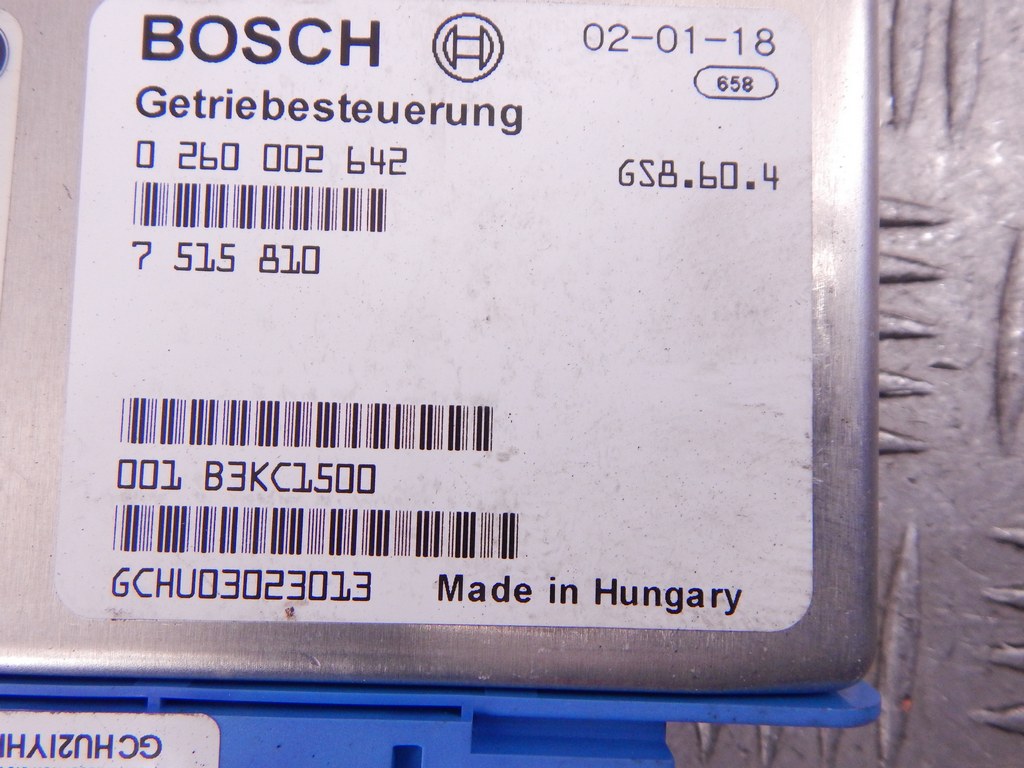 BOSCH
02-01-18
658
Getriebesteuerung
0 260 002 642
GS8.60.4
7 515 810
001 B3KC1500
GCHU03023013
Made in Hungary